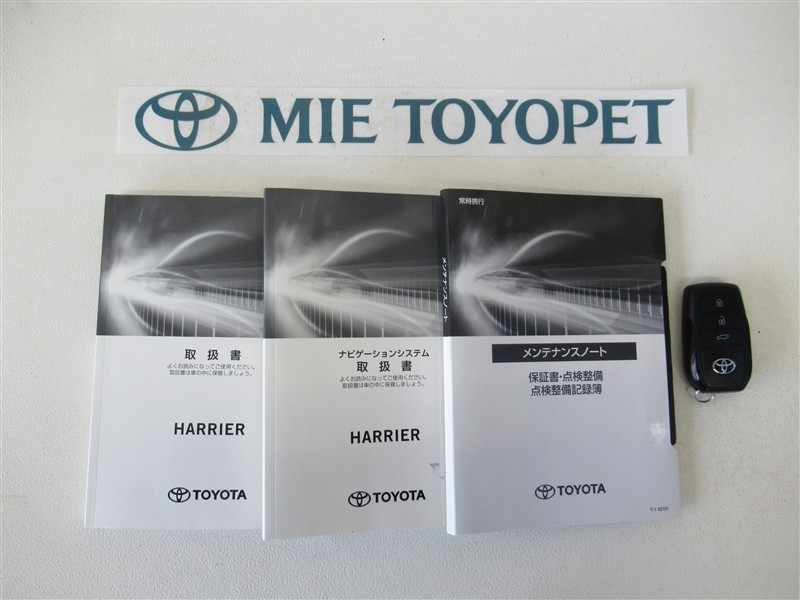 MIE TOYOPET
取扱書
よくお読みになってご使用ください。
取扱書は車の中に保管しましょう。
HARRIER
TOYOTA
ナビゲーションシステム
取扱書
よくお読みになってご使用ください。
取扱書は車の中に保管しましょう。
HARRIER
TOYOTA
メンテナンスノート
常時携行
メンテナンスノート
保証書・点検整備
点検整備記録簿
TOYOTA